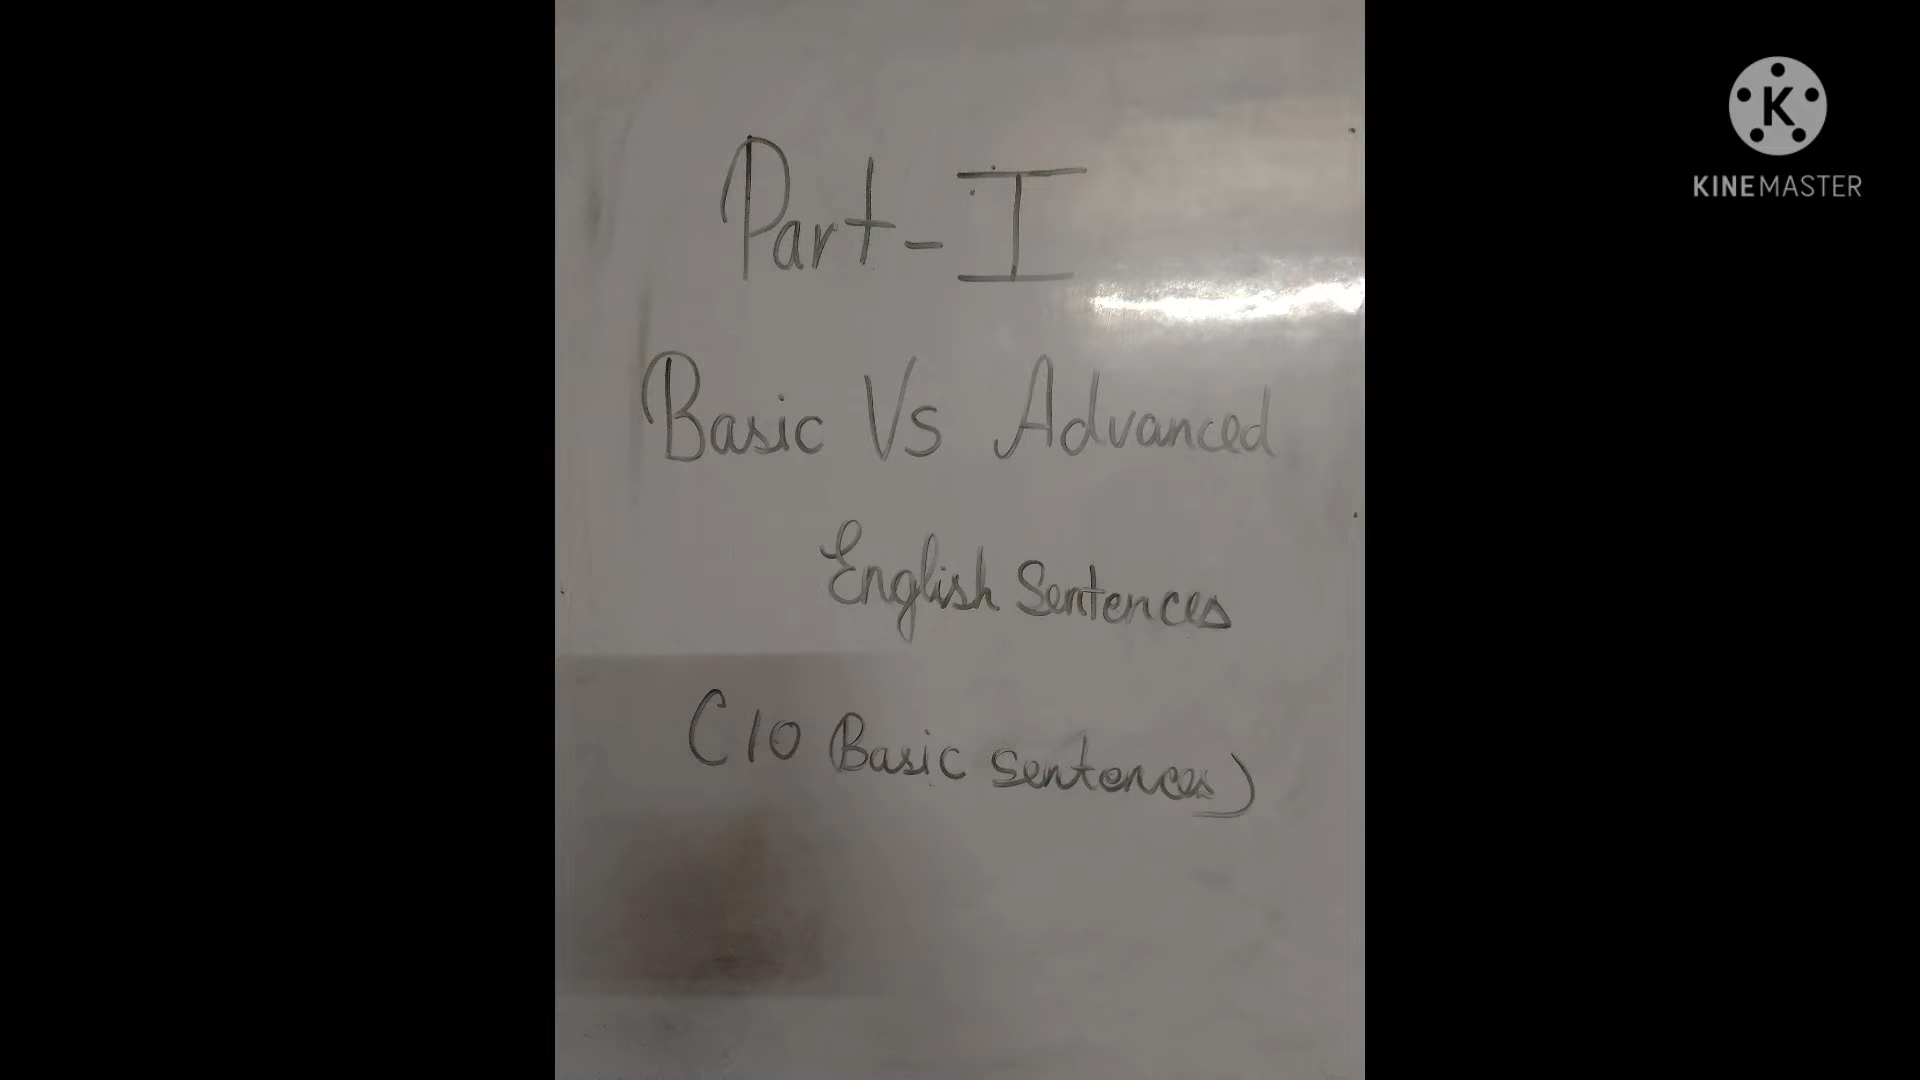 Part-I
Basic Vs Advanced
English Sentences
(10 Basic sentences)
K
KINEMASTER